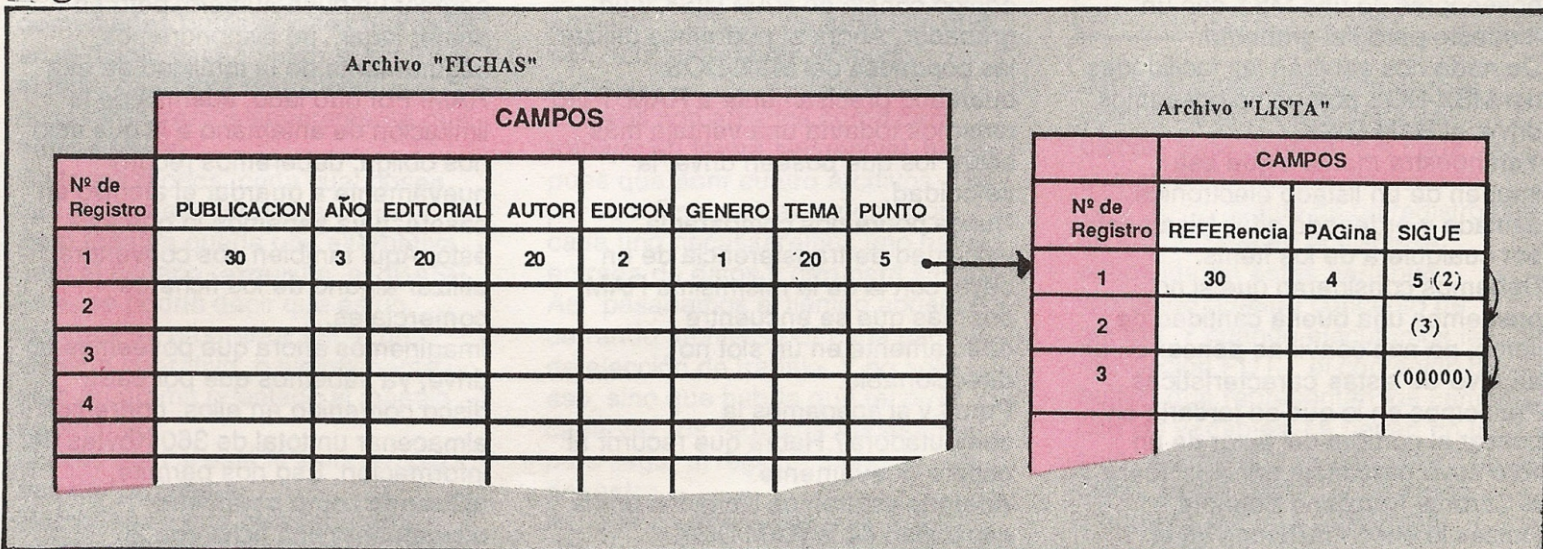 Archivo "FICHAS"
CAMPOS
Nº de
Registro PUBLICACION AÑO EDITORIAL AUTOR EDICION GENERO TEMA PUNTO
1 30 3 20 20 2 1 20 5
2
3
4
Archivo "LISTA"
CAMPOS
Nº de
Registro REFERencia PAGina SIGUE
1 30 4 5 (2)
2 (3)
3 (00000)